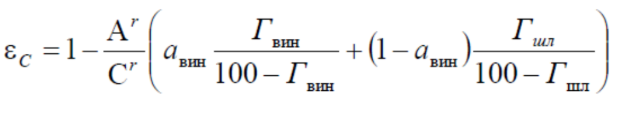 ε_C = 1 − A^r / C^r ( a_вин Г_вин / (100 − Г_вин) + (1 − a_вин) Г_шл / (100 − Г_шл) )